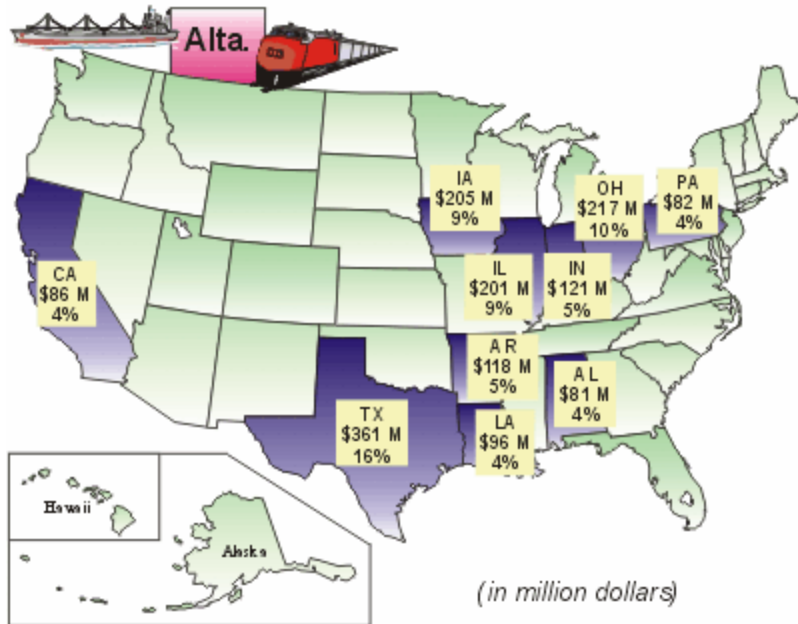 Alta.
IA
$205 M
9%
OH
$217 M
10%
PA
$82 M
4%
CA
$86 M
4%
IL
$201 M
9%
IN
$121 M
5%
AR
$118 M
5%
AL
$81 M
4%
TX
$361 M
16%
LA
$96 M
4%
Hawaii
Alaska
(in million dollars)